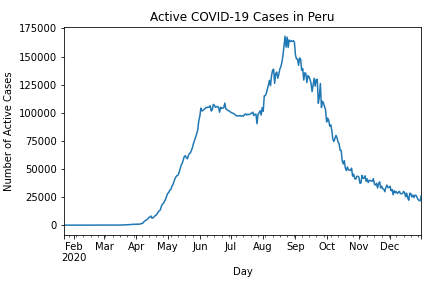 Active COVID-19 Cases in Peru
Number of Active Cases
175000
150000
125000
100000
75000
50000
25000
0
Feb Mar Apr May Jun Jul Aug Sep Oct Nov Dec
2020
Day